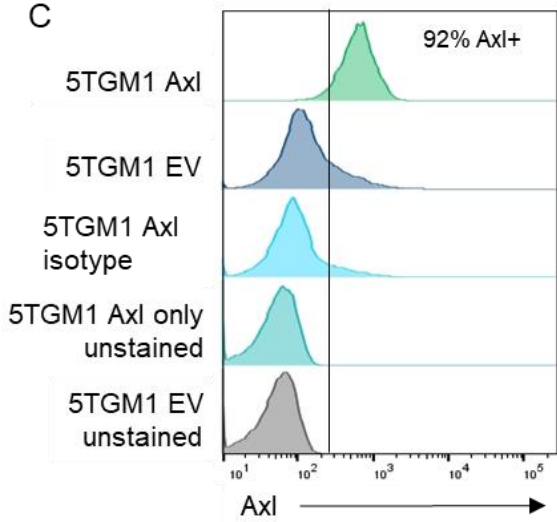 C
92% Axl+
5TGM1 Axl
5TGM1 EV
5TGM1 Axl
isotype
5TGM1 Axl only
unstained
5TGM1 EV
unstained
10¹ 10² 10³ 10⁴ 10⁵
Axl